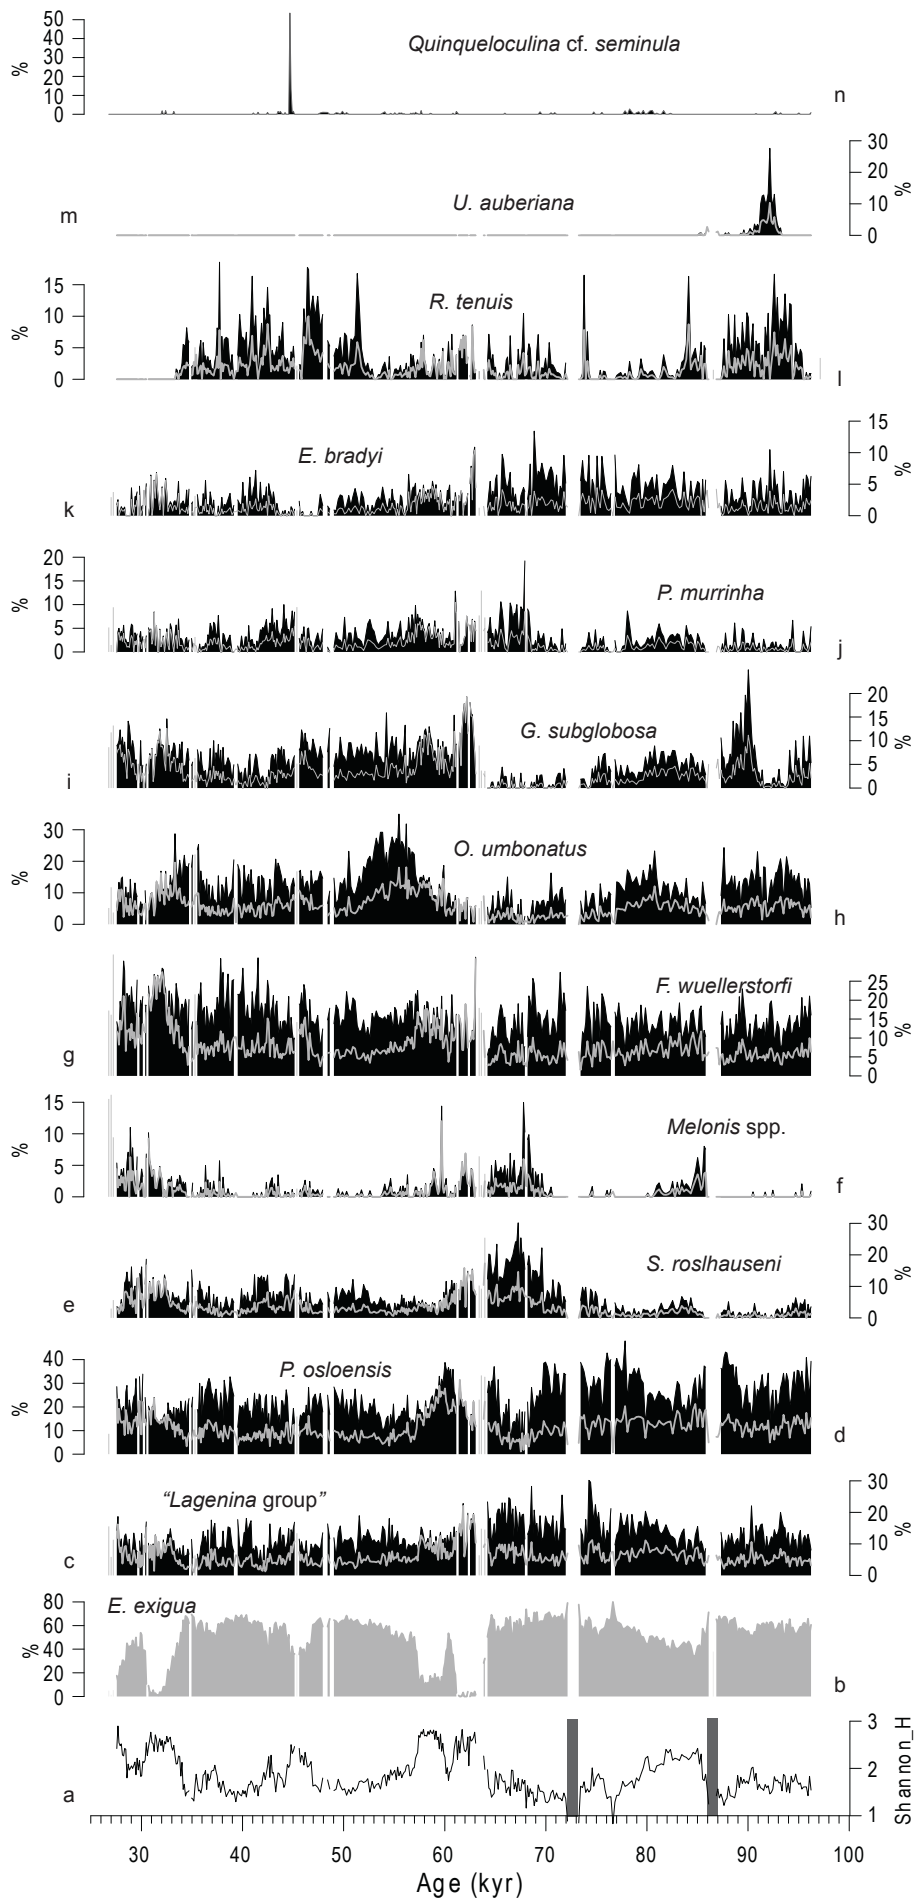 50
40
30
20
10
0
%
Quinqueloculina cf. seminula
n
30
20
10
0
%
U. auberiana
m
15
10
5
0
%
R. tenuis
l
15
10
5
0
%
E. bradyi
k
20
15
10
5
0
%
P. murrinha
j
20
15
10
5
0
%
G. subglobosa
i
30
20
10
0
%
O. umbonatus
h
25
20
15
10
5
0
%
F. wuellerstorfi
g
15
10
5
0
%
Melonis spp.
f
30
20
10
0
%
S. roslhauseni
e
40
30
20
10
0
%
P. osloensis
d
30
20
10
0
%
“Lagenina group”
c
80
60
40
20
0
%
E. exigua
b
3
2
1
Shannon_H
a
30 40 50 60 70 80 90 100
Age (kyr)